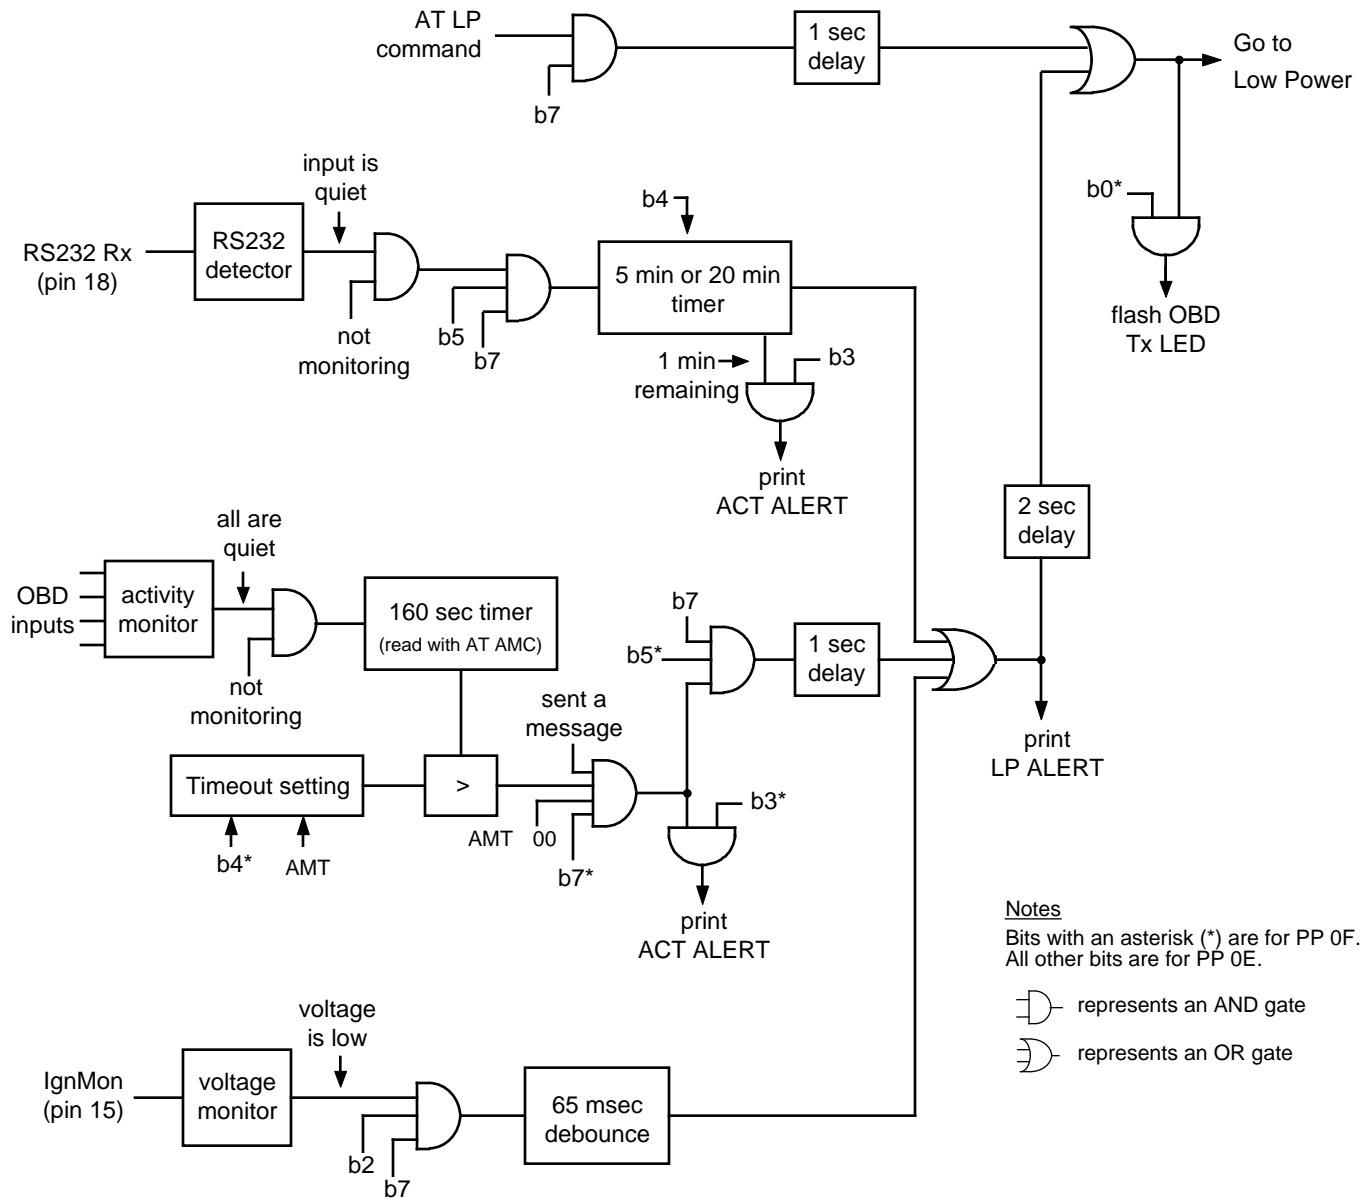 AT LP
command
b7
1 sec
delay
Go to
Low Power
b0*
flash OBD
Tx LED
RS232 Rx
(pin 18)
RS232
detector
input is
quiet
not
monitoring
b5
b7
b4
5 min or 20 min
timer
1 min
remaining
b3
print
ACT ALERT
2 sec
delay
OBD
inputs
activity
monitor
all are
quiet
not
monitoring
160 sec timer
(read with AT AMC)
Timeout setting
b4*
AMT
>
sent a
message
AMT
00
b7*
b7
b5*
1 sec
delay
b3*
print
ACT ALERT
print
LP ALERT
IgnMon
(pin 15)
voltage
monitor
voltage
is low
b2
b7
65 msec
debounce
Notes
Bits with an asterisk (*) are for PP 0F.
All other bits are for PP 0E.
represents an AND gate
represents an OR gate